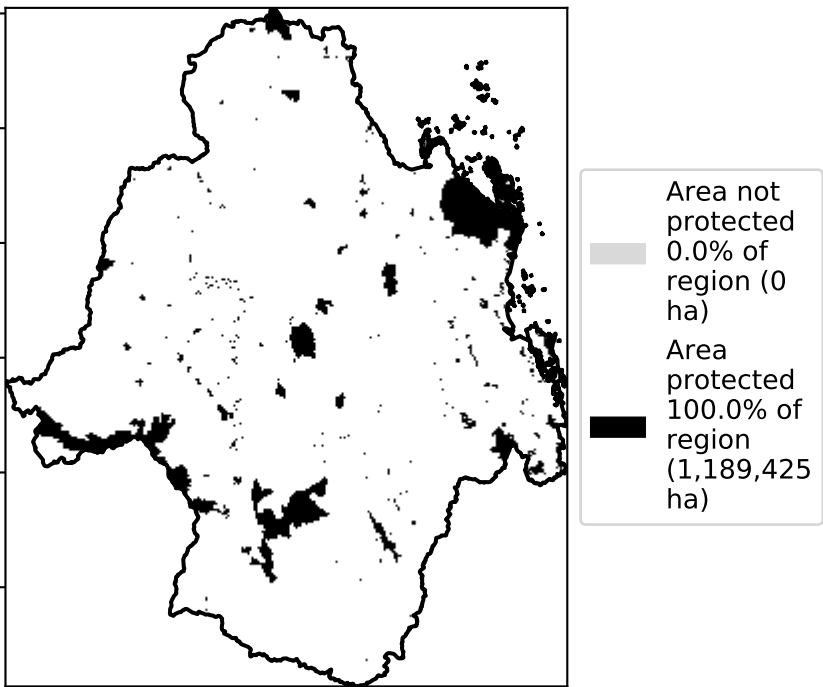 Area not
protected
0.0% of
region (0
ha)
Area
protected
100.0% of
region
(1,189,425
ha)